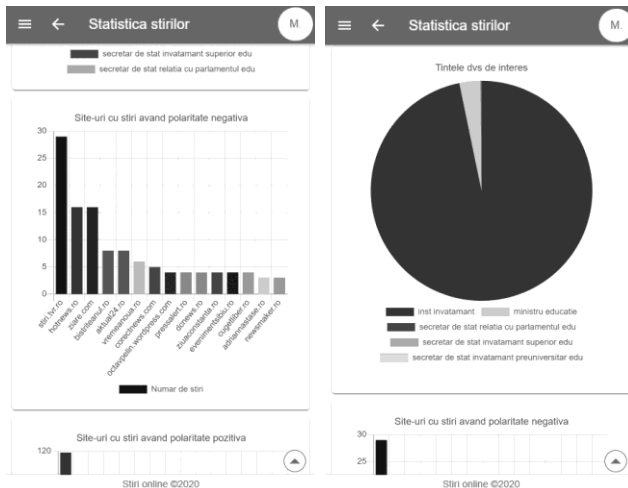 Statistica stirilor
M.
secretar de stat invatamant superior edu
secretar de stat relatia cu parlamentul edu
Site-uri cu stiri avand polaritate negativa
30
25
20
15
10
5
0
stiri.tvr.ro
hotnews.ro
ziare.com
bistriteanul.ro
aktual24.ro
vremeanoua.ro
corectnews.com
octavpelin.wordpress.com
pressalert.ro
dcnews.ro
ziuaconstanta.ro
evenimentsibiu.ro
cugetliber.ro
adriannastase.ro
newsmaker.ro
Numar de stiri
Site-uri cu stiri avand polaritate pozitiva
120
Stiri online ©2020
Statistica stirilor
M.
Tintele dvs de interes
inst invatamant
ministru educatie
secretar de stat relatia cu parlamentul edu
secretar de stat invatamant superior edu
secretar de stat invatamant preuniversitar edu
Site-uri cu stiri avand polaritate negativa
30
25
Stiri online ©2020